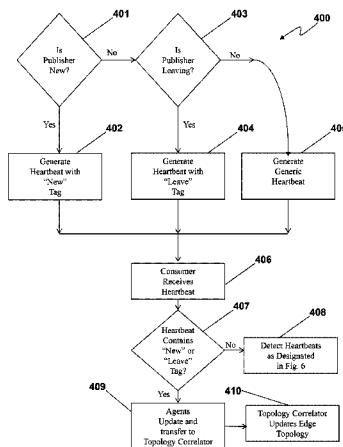 401
403
400
Is
Publisher
New?
No
Is
Publisher
Leaving?
No
Yes
402
Yes
404
Generate
Heartbeat with
"New"
Tag
Generate
Heartbeat with
"Leave"
Tag
Generate
Generic
Heartbeat
406
Consumer
Receives
Heartbeat
407
408
Heartbeat
Contains
"New" or
"Leave"
Tag?
No
Detect Heartbeats
as Designated
in Fig. 6
Yes
409
410
Agents
Update and
transfer to
Topology Correlator
Topology Correlator
Updates Edge
Topology